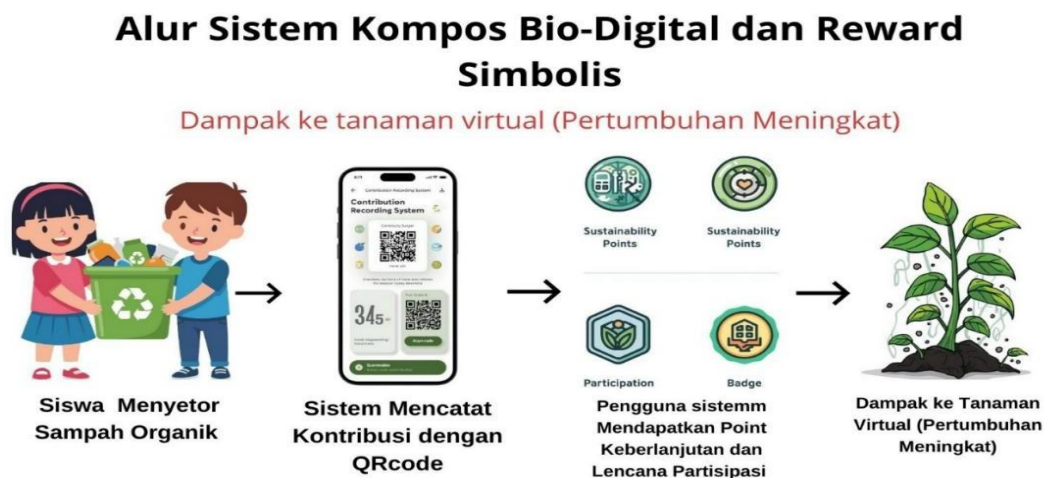 Alur Sistem Kompos Bio-Digital dan Reward
Simbolis
Dampak ke tanaman virtual (Pertumbuhan Meningkat)
Contribution Recording System
Contribution
Recording System
345
Sustainability
Points
Sustainability
Points
Participation
Badge
Siswa Menyetor
Sampah Organik
Sistem Mencatat
Kontribusi dengan
QRcode
Pengguna sistemm
Mendapatkan Point
Keberlanjutan dan
Lencana Partisipasi
Dampak ke Tanaman
Virtual (Pertumbuhan
Meningkat)